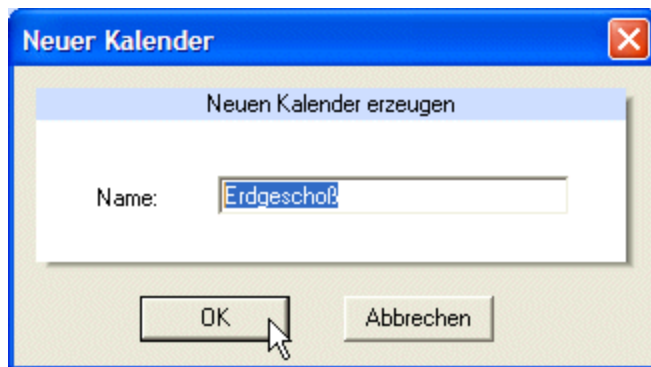 Neuer Kalender
Neuen Kalender erzeugen
Name: Erdgeschoß
OK Abbrechen